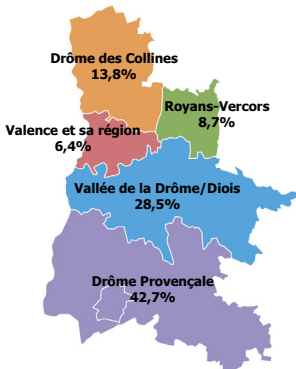 Drôme des Collines
13,8%
Royans-Vercors
8,7%
Valence et sa région
6,4%
Vallée de la Drôme/Diois
28,5%
Drôme Provençale
42,7%